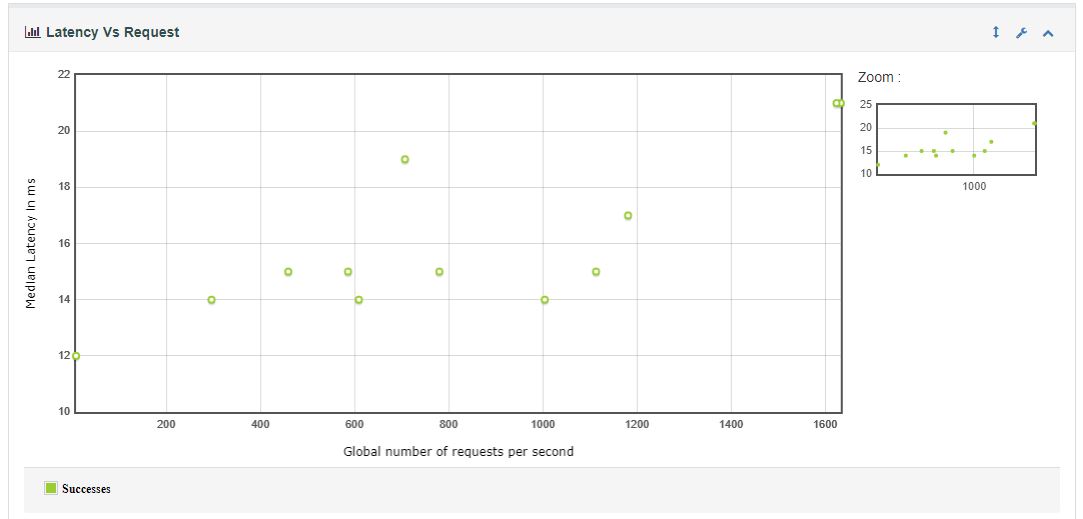 Latency Vs Request
22
20
18
16
14
12
10
Median Latency In ms
200 400 600 800 1000 1200 1400 1600
Global number of requests per second
Zoom :
25
20
15
10
1000
Successes